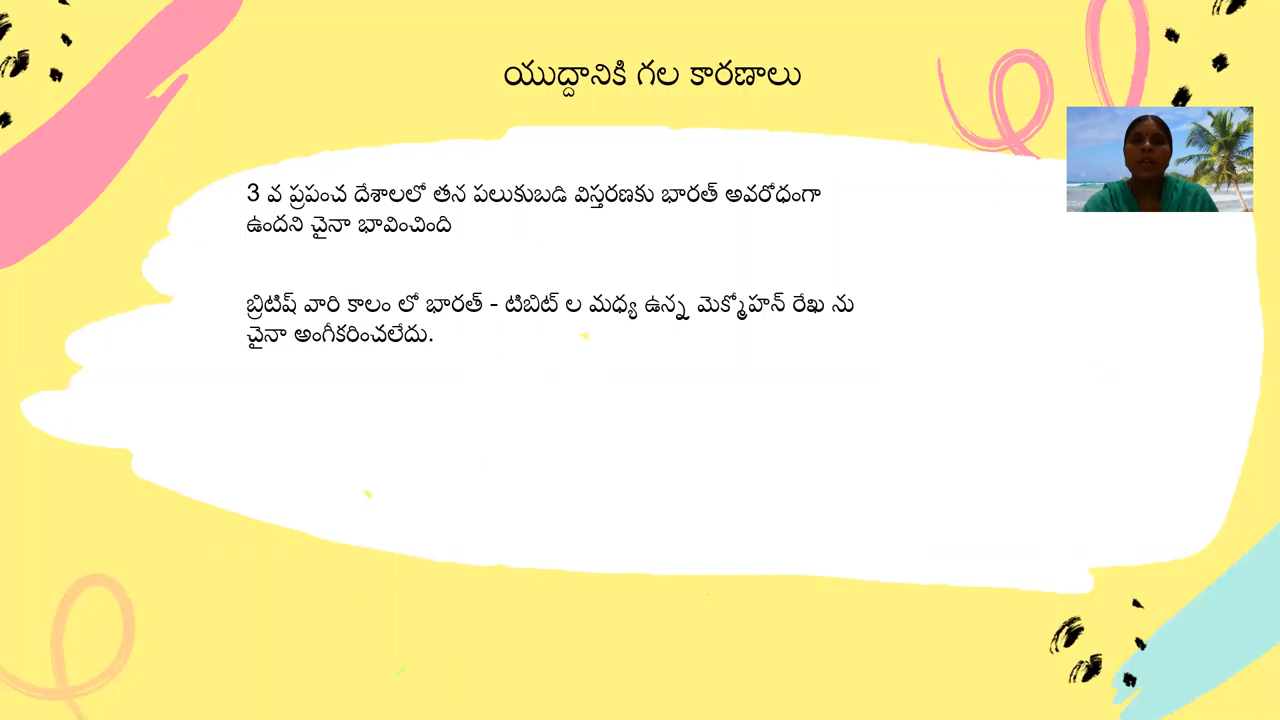 యుద్దానికి గల కారణాలు
3 వ ప్రపంచ దేశాలలో తన పలుకుబడి విస్తరణకు భారత్ అవరోధంగా
ఉందని చైనా భావించింది
బ్రిటిష్ వారి కాలం లో భారత్ - టిబిట్ ల మధ్య ఉన్న మెక్మోహన్ రేఖ ను
చైనా అంగీకరించలేదు.